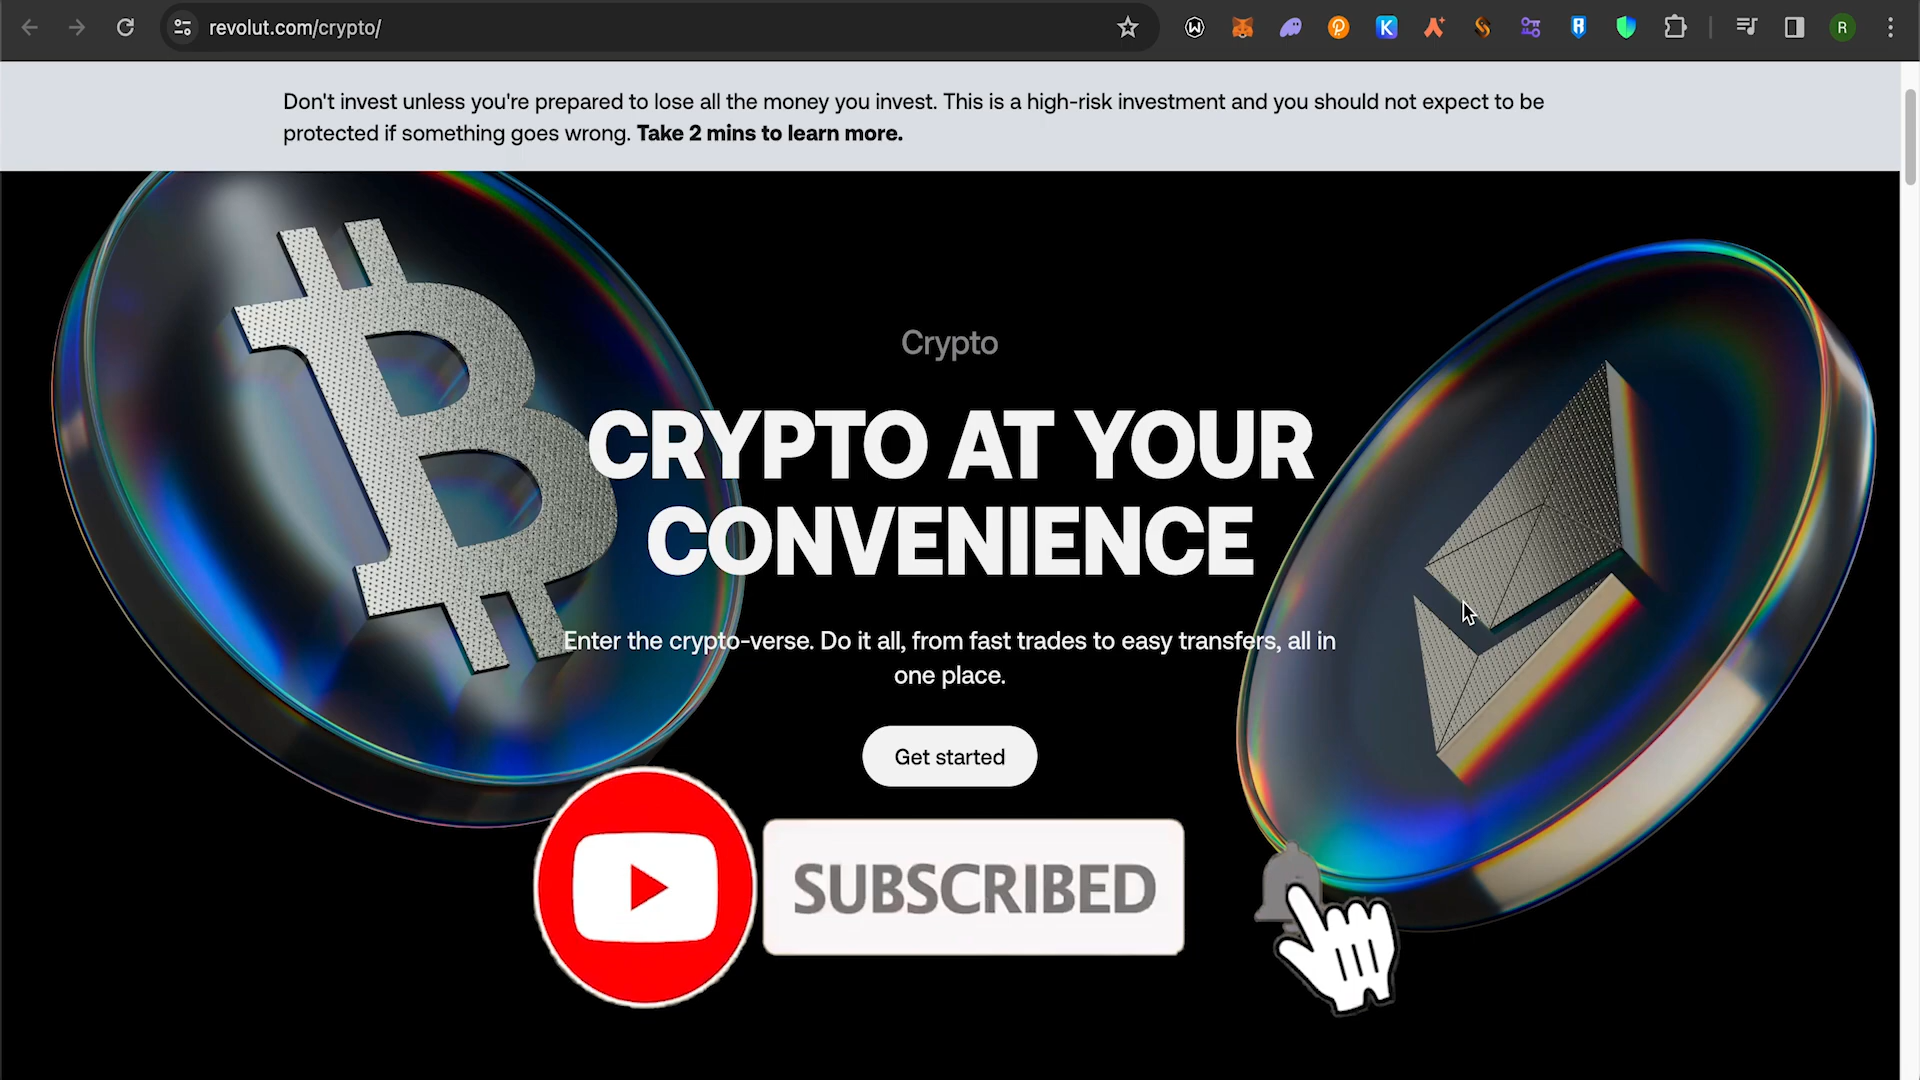 revolut.com/crypto/
R
Don't invest unless you're prepared to lose all the money you invest. This is a high-risk investment and you should not expect to be
protected if something goes wrong. Take 2 mins to learn more.
Crypto
CRYPTO AT YOUR
CONVENIENCE
Enter the crypto-verse. Do it all, from fast trades to easy transfers, all in
one place.
Get started
SUBSCRIBED